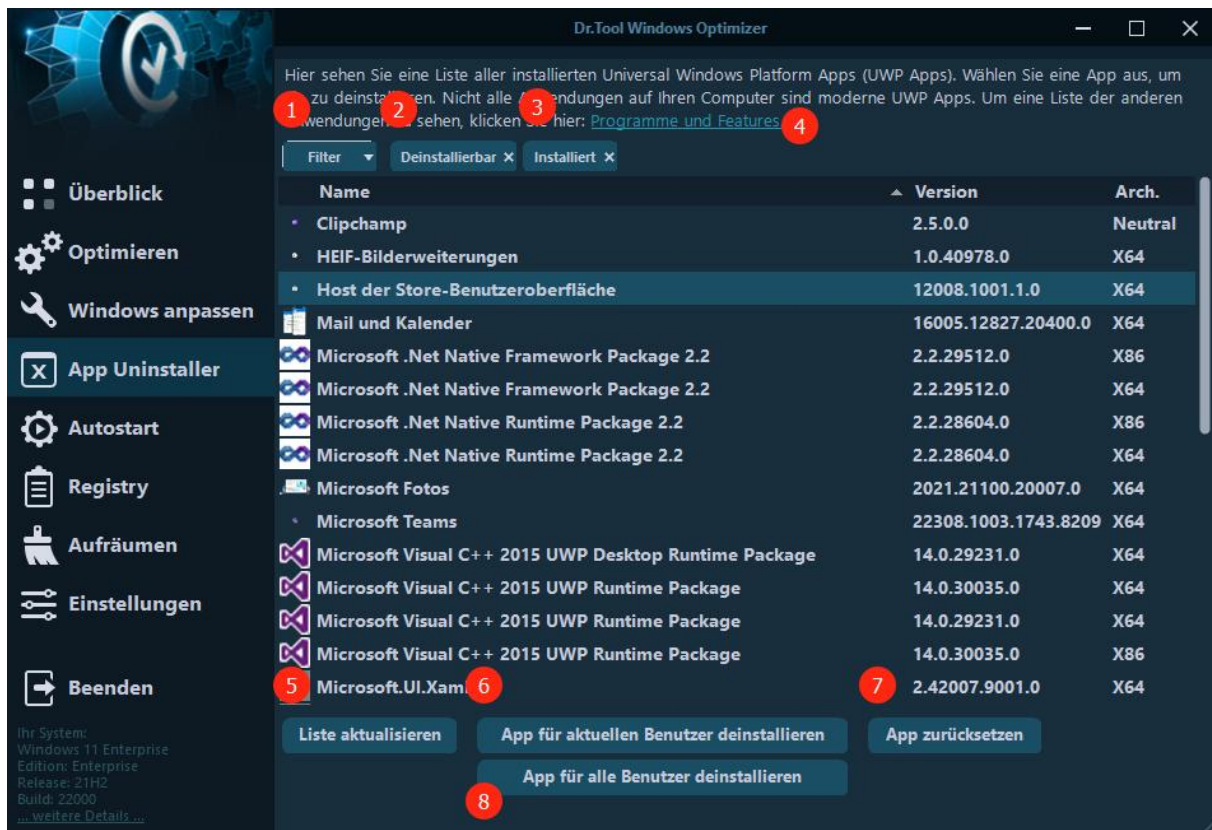 Dr.Tool Windows Optimizer
Hier sehen Sie eine Liste aller installierten Universal Windows Platform Apps (UWP Apps). Wählen Sie eine App aus, um
zu deinstallieren. Nicht alle Anwendungen auf Ihren Computer sind moderne UWP Apps. Um eine Liste der anderen
sehen, klicken Sie hier: Programme und Features
1 2 3 4
Filter Deinstallierbar × Installiert ×
Name Version Arch.
Clipchamp 2.5.0.0 Neutral
HEIF-Bilderweiterungen 1.0.40978.0 X64
Host der Store-Benutzeroberfläche 12008.1001.1.0 X64
Mail und Kalender 16005.12827.20400.0 X64
Microsoft .Net Native Framework Package 2.2 2.2.29512.0 X86
Microsoft .Net Native Framework Package 2.2 2.2.29512.0 X64
Microsoft .Net Native Runtime Package 2.2 2.2.28604.0 X86
Microsoft .Net Native Runtime Package 2.2 2.2.28604.0 X64
Microsoft Fotos 2021.21100.20007.0 X64
Microsoft Teams 22308.1003.1743.8209 X64
Microsoft Visual C++ 2015 UWP Desktop Runtime Package 14.0.29231.0 X64
Microsoft Visual C++ 2015 UWP Runtime Package 14.0.30035.0 X64
Microsoft Visual C++ 2015 UWP Runtime Package 14.0.29231.0 X64
Microsoft Visual C++ 2015 UWP Runtime Package 14.0.30035.0 X86
5 Microsoft.UI.Xaml 6 7 2.42007.9001.0 X64
Liste aktualisieren App für aktuellen Benutzer deinstallieren App zurücksetzen
App für alle Benutzer deinstallieren
8
Überblick
Optimieren
Windows anpassen
App Uninstaller
Autostart
Registry
Aufräumen
Einstellungen
Beenden
Ihr System:
Windows 11 Enterprise
Edition: Enterprise
Release: 21H2
Build: 22000
... weitere Details ...